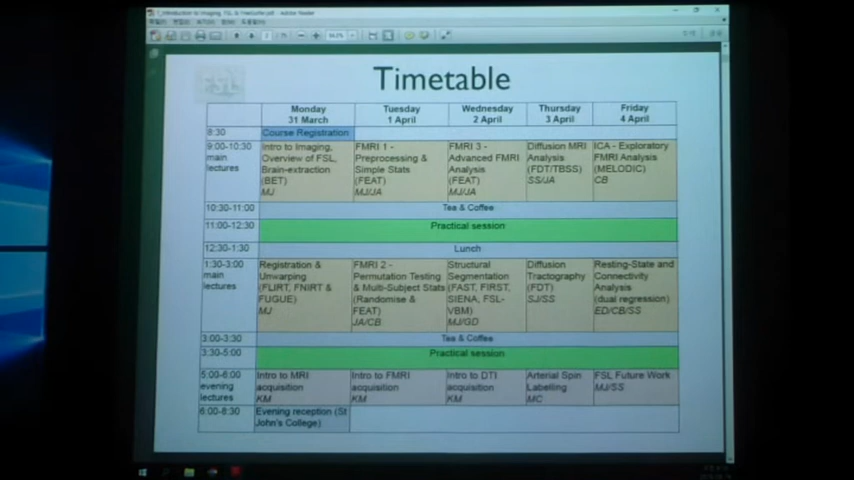 Timetable
FSL
Monday Tuesday Wednesday Thursday Friday
31 March 1 April 2 April 3 April 4 April
8:30 Course Registration
9:00-10:30 main lectures
Intro to Imaging, Overview of FSL, Brain-extraction (BET) MJ
FMRI 1 - Preprocessing & Simple Stats (FEAT) MJ/JA
FMRI 3 - Advanced FMRI Analysis (FEAT) MJ/JA
Diffusion MRI Analysis (FDT/TBSS) SS/JA
ICA - Exploratory FMRI Analysis (MELODIC) CB
10:30-11:00 Tea & Coffee
11:00-12:30 Practical session
12:30-1:30 Lunch
1:30-3:00 main lectures
Registration & Unwarping (FLIRT, FNIRT & FUGUE) MJ
FMRI 2 - Permutation Testing & Multi-Subject Stats (Randomise & FEAT) JA/CB
Structural Segmentation (FAST, FIRST, SIENA, FSL-VBM) MJ/GD
Diffusion Tractography (FDT) SJ/SS
Resting-State and Connectivity Analysis (dual regression) ED/CB/SS
3:00-3:30 Tea & Coffee
3:30-5:00 Practical session
5:00-6:00 evening lectures
Intro to MRI acquisition KM
Intro to FMRI acquisition KM
Intro to DTI acquisition KM
Arterial Spin Labelling MC
FSL Future Work MJ/SS
6:00-8:30 Evening reception (St John's College)